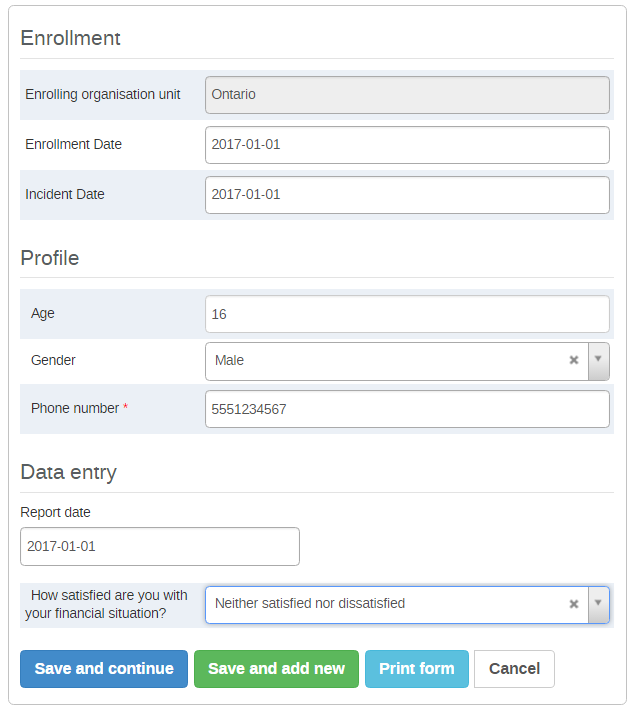 Enrollment
Enrolling organisation unit Ontario
Enrollment Date 2017-01-01
Incident Date 2017-01-01
Profile
Age 16
Gender Male
Phone number * 5551234567
Data entry
Report date
2017-01-01
How satisfied are you with
your financial situation? Neither satisfied nor dissatisfied
Save and continue Save and add new Print form Cancel